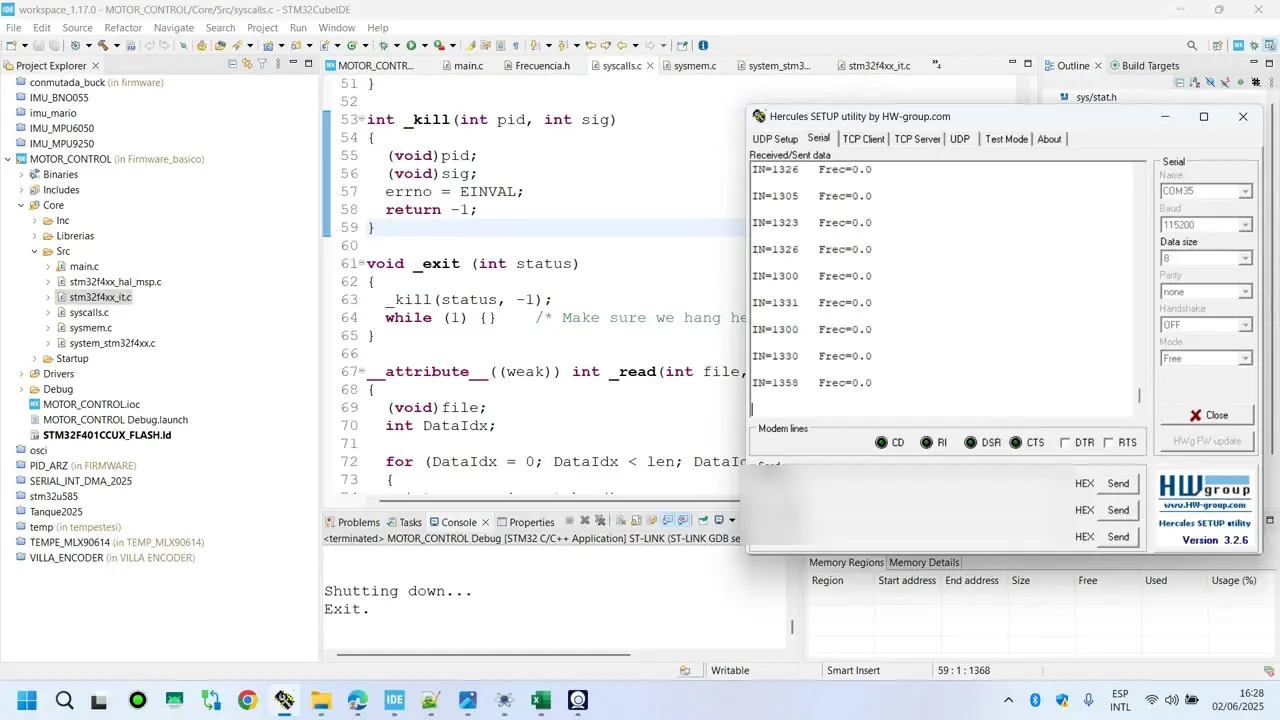 workspace_1.17.0 - MOTOR_CONTROL/Core/Src/syscalls.c - STM32CubeIDE
File Edit Source Refactor Navigate Search Project Run Window Help
Project Explorer
conmutada_buck (in firmware)
IMU_BNO055
imu_mario
IMU_MPU6050
IMU_MPU9250
MOTOR_CONTROL (in Firmware_basico)
Binaries
Includes
Core
Inc
Librerias
Src
main.c
stm32f4xx_hal_msp.c
stm32f4xx_it.c
syscalls.c
sysmem.c
system_stm32f4xx.c
Startup
Drivers
Debug
MOTOR_CONTROL.ioc
MOTOR_CONTROL Debug.launch
STM32F401CCUX_FLASH.ld
osci
PID_ARZ (in FIRMWARE)
SERIAL_INT_DMA_2025
stm32u585
Tanque2025
temp (in tempestesi)
TEMPE_MLX90614 (in TEMP_MLX90614)
VILLA_ENCODER (in VILLA ENCODER)
MOTOR_CONTR... main.c Frecuencia.h syscalls.c sysmem.c system_stm3... stm32f4xx_it.c
51 }
52
53 int _kill(int pid, int sig)
54 {
55 (void)pid;
56 (void)sig;
57 errno = EINVAL;
58 return -1;
59 }
60
61 void _exit (int status)
62 {
63 _kill(status, -1);
64 while (1) {} /* Make sure we hang he
65 }
66
67 __attribute__((weak)) int _read(int file,
68 {
69 (void)file;
70 int DataIdx;
71
72 for (DataIdx = 0; DataIdx < len; DataI
73 {
Outline Build Targets
sys/stat.h
Hercules SETUP utility by HW-group.com
UDP Setup Serial TCP Client TCP Server UDP Test Mode About
Received/Sent data
IN=1326 Frec=0.0
IN=1305 Frec=0.0
IN=1323 Frec=0.0
IN=1326 Frec=0.0
IN=1300 Frec=0.0
IN=1331 Frec=0.0
IN=1300 Frec=0.0
IN=1330 Frec=0.0
IN=1358 Frec=0.0
Serial
Name
COM35
Baud
115200
Data size
8
Parity
none
Handshake
OFF
Mode
Free
Close
HWg FW update
Modem lines
CD RI DSR CTS DTR RTS
HEX Send
HEX Send
HEX Send
HWgroup
www.HW-group.com
Hercules SETUP utility
Version 3.2.6
Problems Tasks Console Properties
<terminated> MOTOR_CONTROL Debug [STM32 C/C++ Application] ST-LINK (ST-LINK GDB se
Shutting down...
Exit.
Memory Regions Memory Details
Region Start address End address Size Free Used Usage (%)
Writable Smart Insert 59 : 1 : 1368
IDE
ESP
INTL
16:28
02/06/2025